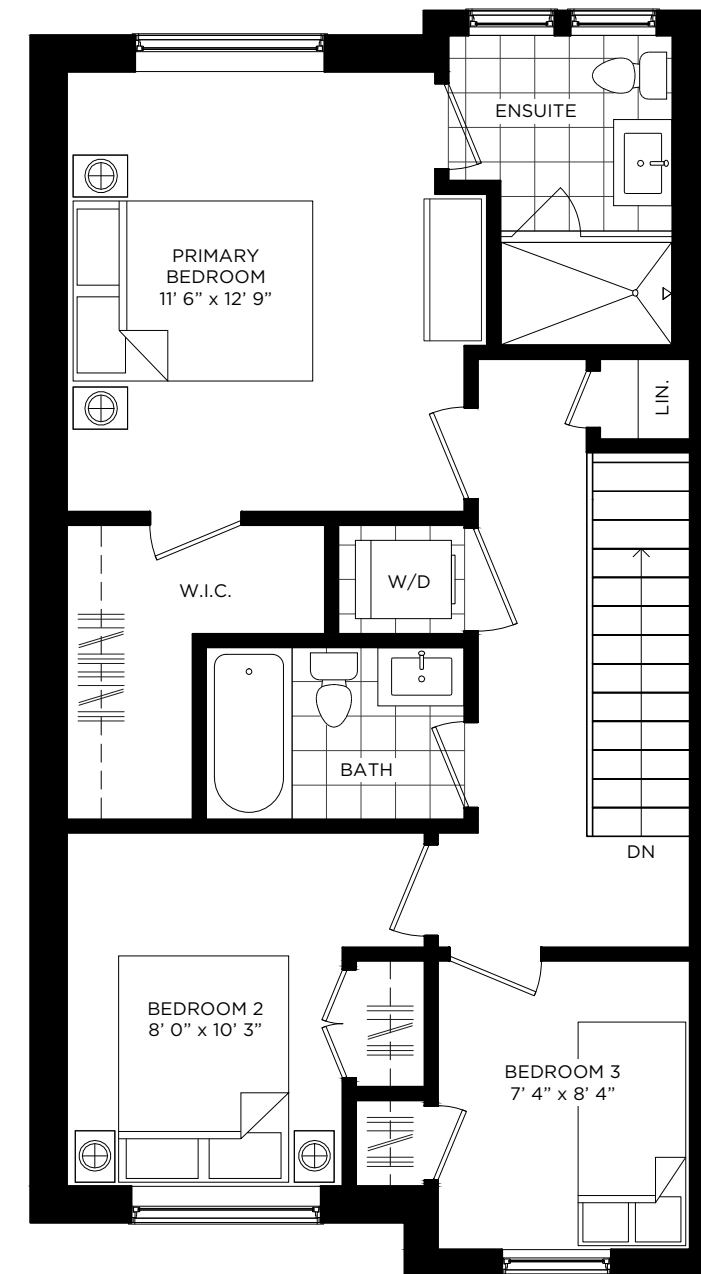 ENSUITE
PRIMARY
BEDROOM
11’ 6” x 12’ 9”
LIN.
W/D
W.I.C.
BATH
DN
BEDROOM 2
8’ 0” x 10’ 3”
BEDROOM 3
7’ 4” x 8’ 4”